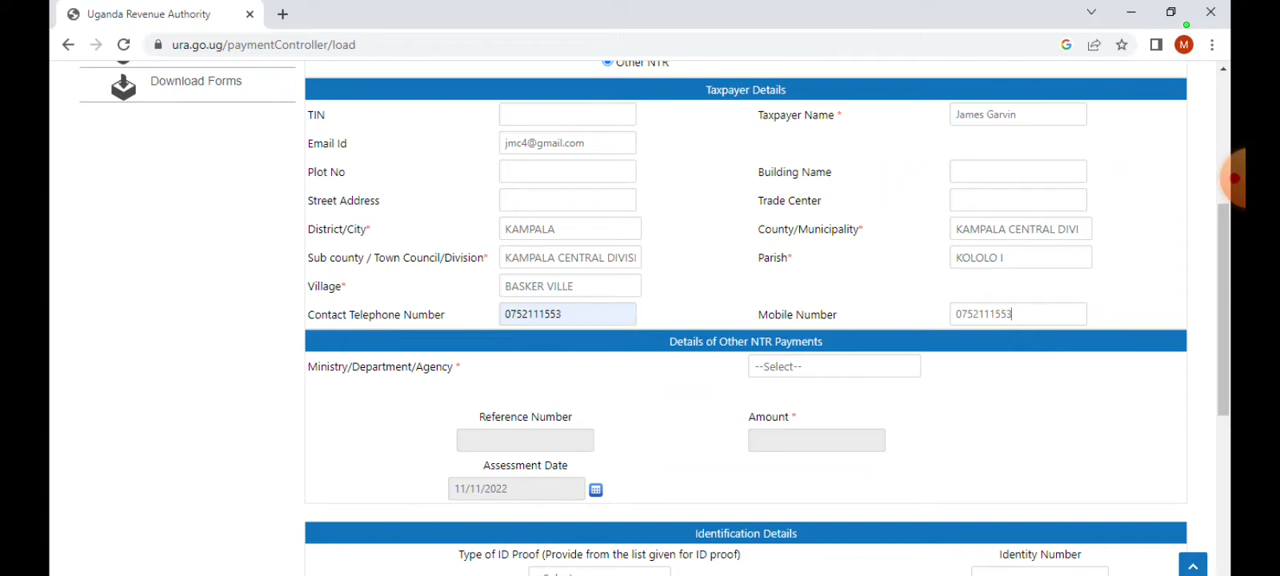 Uganda Revenue Authority
ura.go.ug/paymentController/load
G M
Download Forms
Other NTR
Taxpayer Details
TIN Taxpayer Name * James Garvin
Email Id jmc4@gmail.com
Plot No Building Name
Street Address Trade Center
District/City* KAMPALA County/Municipality* KAMPALA CENTRAL DIVI
Sub county / Town Council/Division* KAMPALA CENTRAL DIVISI Parish* KOLOLO I
Village* BASKER VILLE
Contact Telephone Number 0752111553 Mobile Number 0752111553
Details of Other NTR Payments
Ministry/Department/Agency * --Select--
Reference Number Amount *
Assessment Date
11/11/2022
Identification Details
Type of ID Proof (Provide from the list given for ID proof) Identity Number